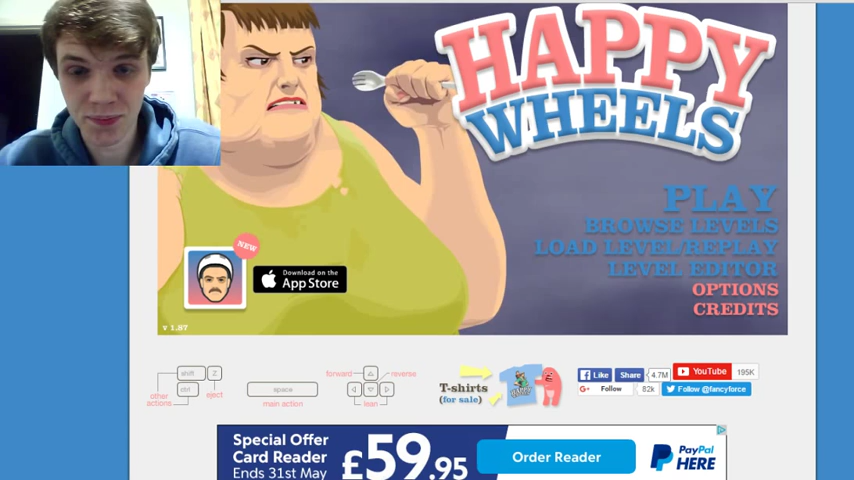 HAPPY
WHEELS
PLAY
BROWSE LEVELS
LOAD LEVEL/REPLAY
LEVEL EDITOR
OPTIONS
CREDITS
NEW
Download on the
App Store
v 1.87
shift
Z
ctrl
other
actions
eject
space
main action
forward
reverse
lean
T-shirts
(for sale)
Like
Share
4.7M
YouTube
195K
G+
Follow
82k
Follow @fancyforce
Special Offer
Card Reader
Ends 31st May
£59.95
Order Reader
PayPal
HERE